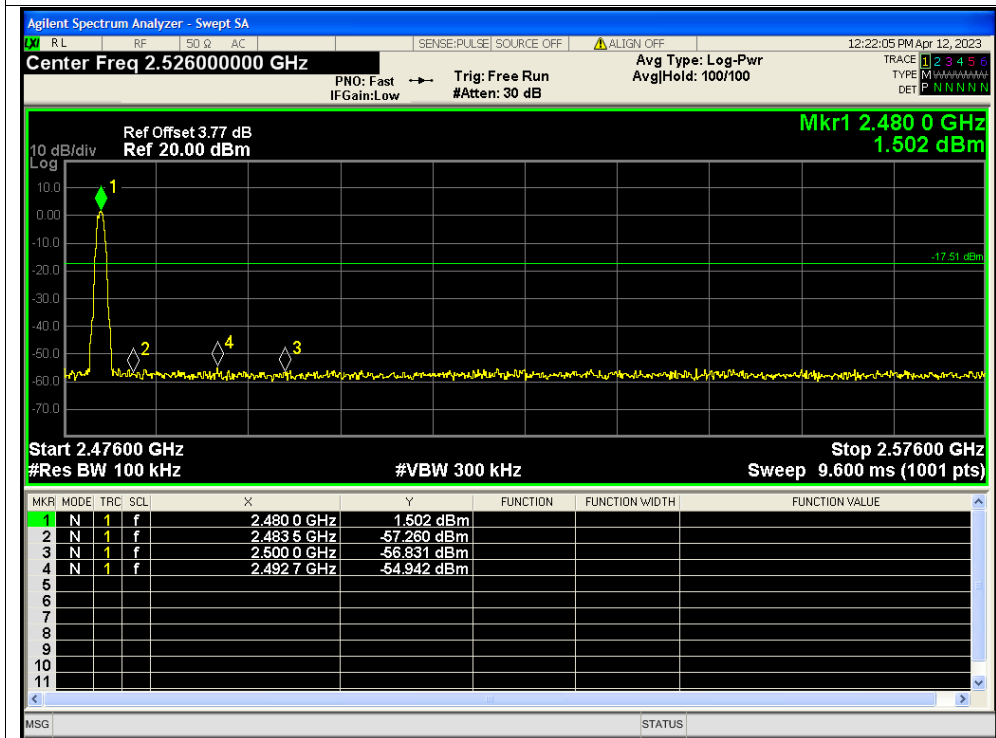 Agilent Spectrum Analyzer - Swept SA
LXI RL RF 50 Ω AC SENSE:PULSE SOURCE OFF ALIGN OFF 12:22:05 PM Apr 12, 2023
Center Freq 2.526000000 GHz Avg Type: Log-Pwr TRACE 1 2 3 4 5 6
PNO: Fast Trig: Free Run Avg|Hold: 100/100 TYPE M WWWWW
IFGain:Low #Atten: 30 dB DET P N N N N N
Mkr1 2.480 0 GHz
Ref Offset 3.77 dB
10 dB/div Ref 20.00 dBm 1.502 dBm
Log
10.0
1
0.00
-10.0
-17.51 dBm
-20.0
-30.0
-40.0
2 4 3
-50.0
-60.0
-70.0
Start 2.47600 GHz Stop 2.57600 GHz
#Res BW 100 kHz #VBW 300 kHz Sweep 9.600 ms (1001 pts)
MKR MODE TRC SCL X Y FUNCTION FUNCTION WIDTH FUNCTION VALUE
1 N 1 f 2.480 0 GHz 1.502 dBm
2 N 1 f 2.483 5 GHz -57.260 dBm
3 N 1 f 2.500 0 GHz -56.831 dBm
4 N 1 f 2.492 7 GHz -54.942 dBm
5
6
7
8
9
10
11
MSG STATUS